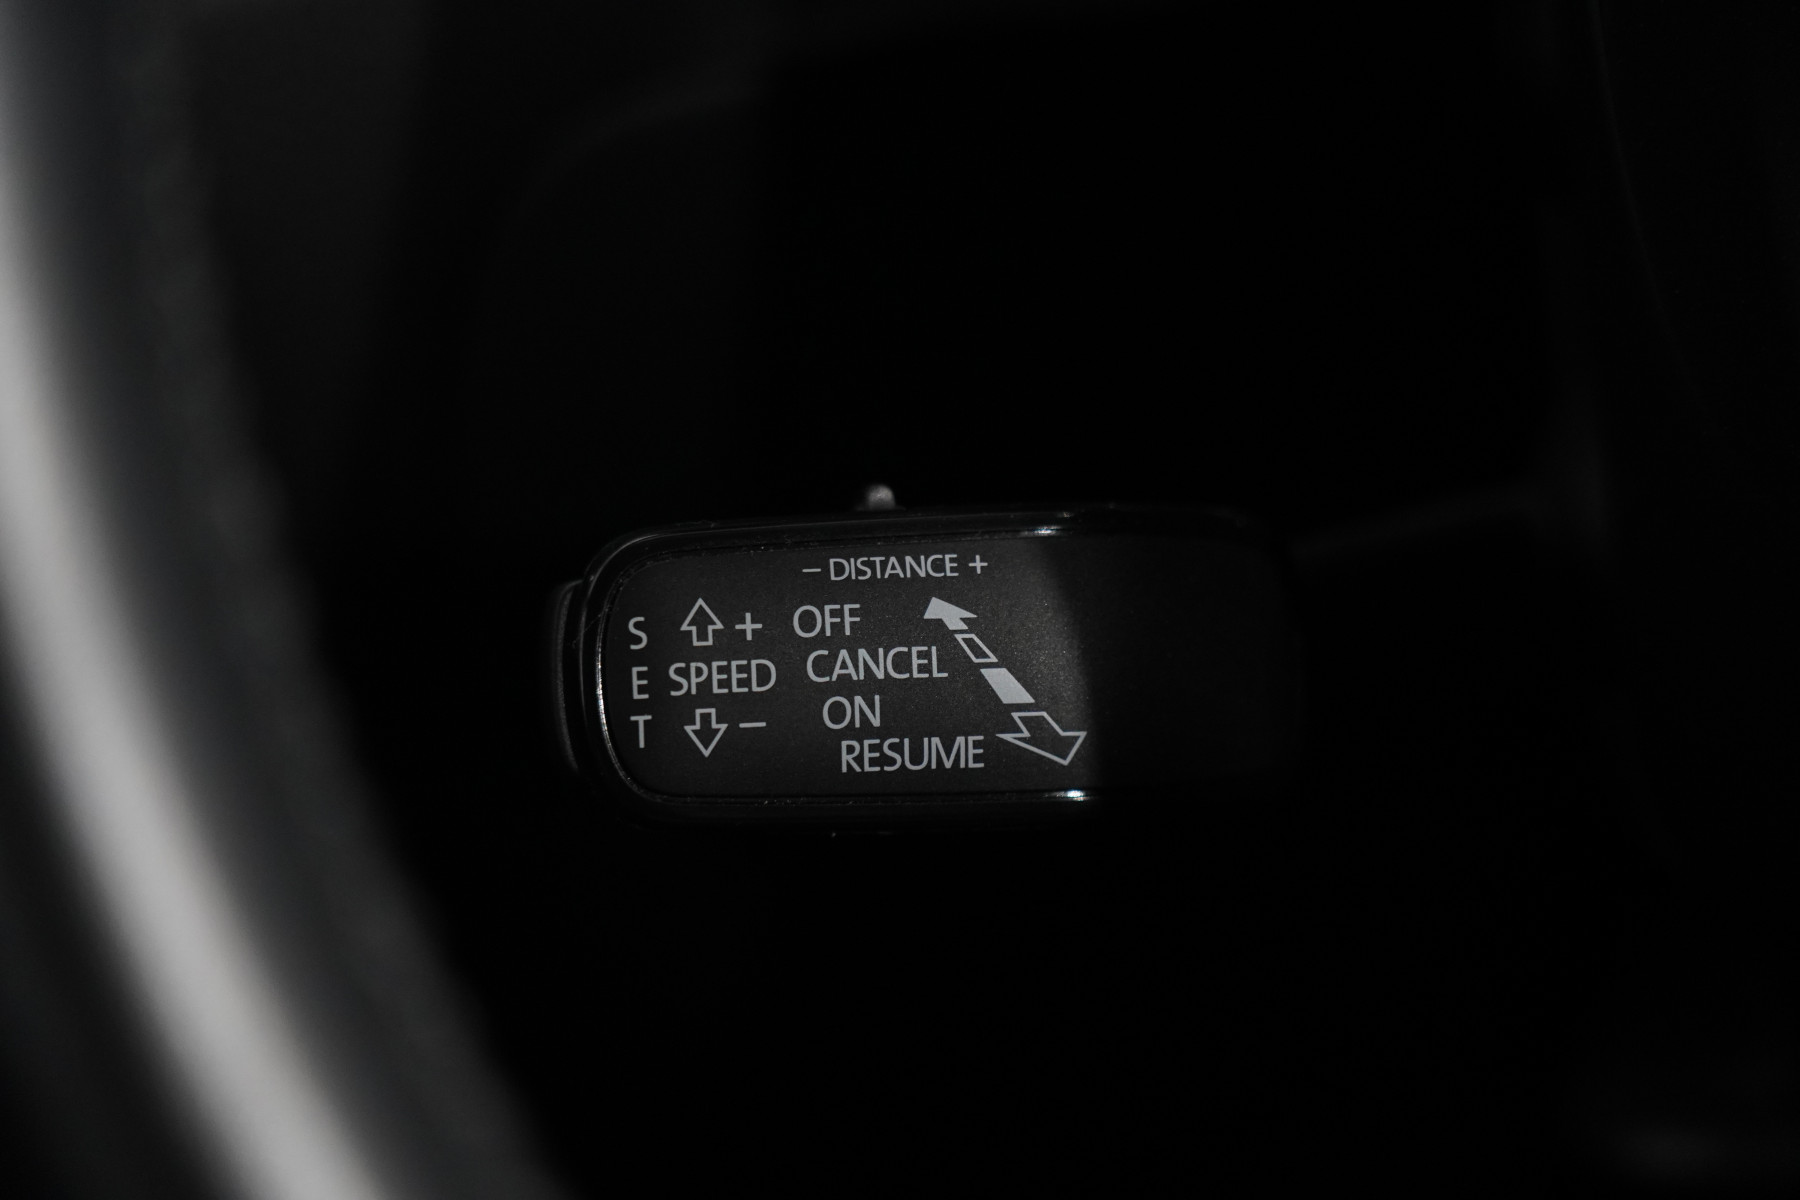 – DISTANCE +
S E T
+
SPEED
–
OFF
CANCEL
ON
RESUME